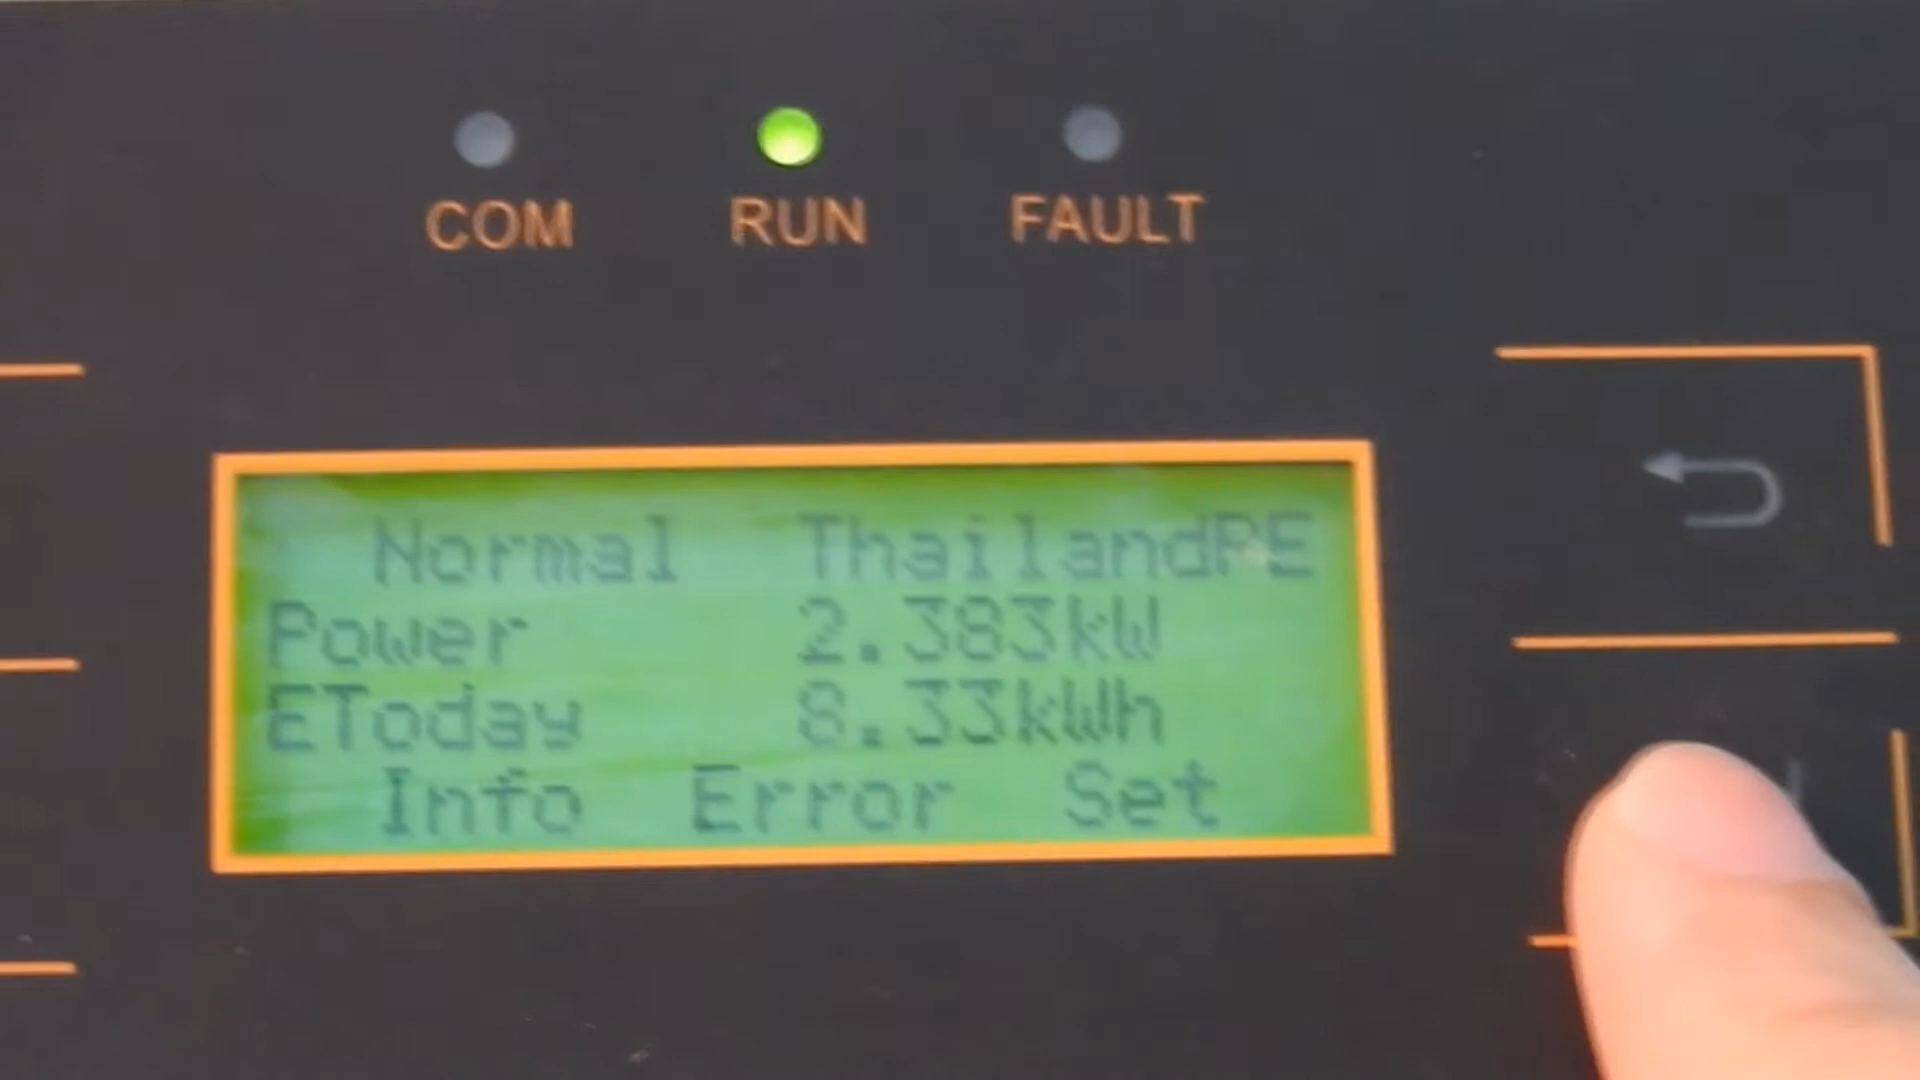 COM RUN FAULT
Normal ThailandPE
Power 2.383kW
EToday 8.33kWh
Info Error Set